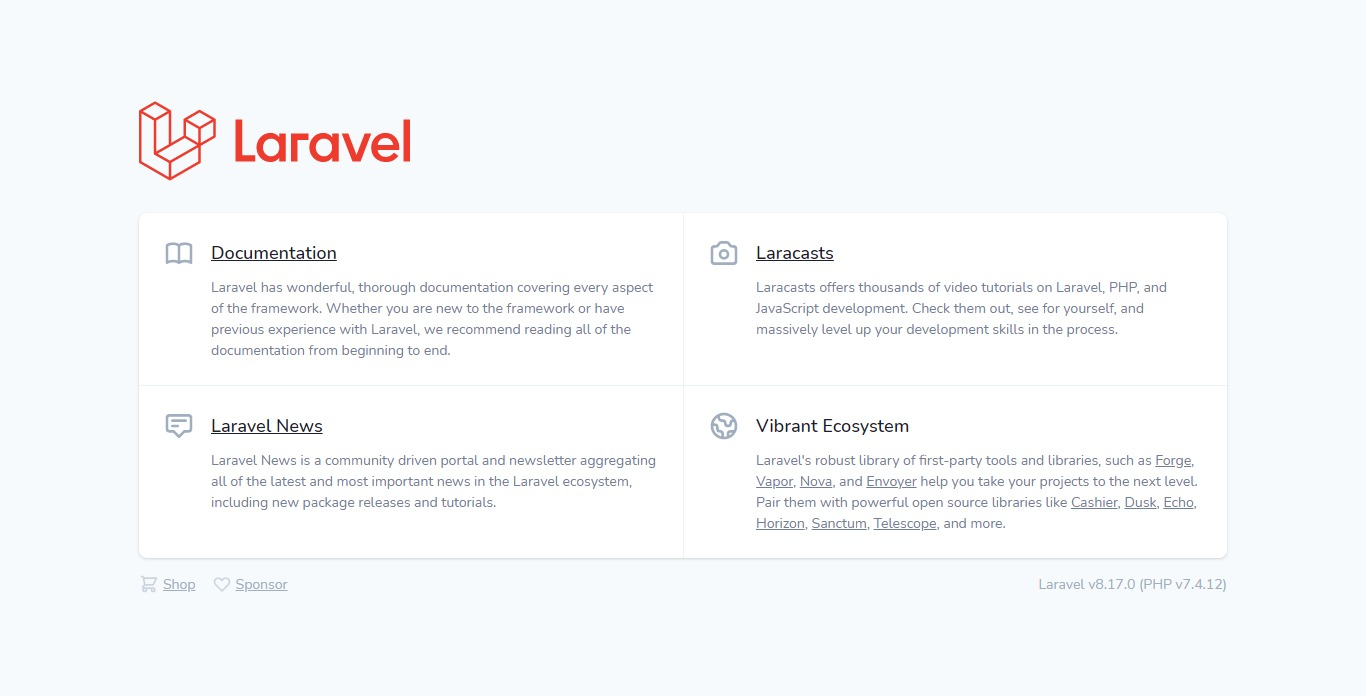 Laravel
Documentation
Laravel has wonderful, thorough documentation covering every aspect
of the framework. Whether you are new to the framework or have
previous experience with Laravel, we recommend reading all of the
documentation from beginning to end.
Laracasts
Laracasts offers thousands of video tutorials on Laravel, PHP, and
JavaScript development. Check them out, see for yourself, and
massively level up your development skills in the process.
Laravel News
Laravel News is a community driven portal and newsletter aggregating
all of the latest and most important news in the Laravel ecosystem,
including new package releases and tutorials.
Vibrant Ecosystem
Laravel's robust library of first-party tools and libraries, such as Forge,
Vapor, Nova, and Envoyer help you take your projects to the next level.
Pair them with powerful open source libraries like Cashier, Dusk, Echo,
Horizon, Sanctum, Telescope, and more.
Shop
Sponsor
Laravel v8.17.0 (PHP v7.4.12)